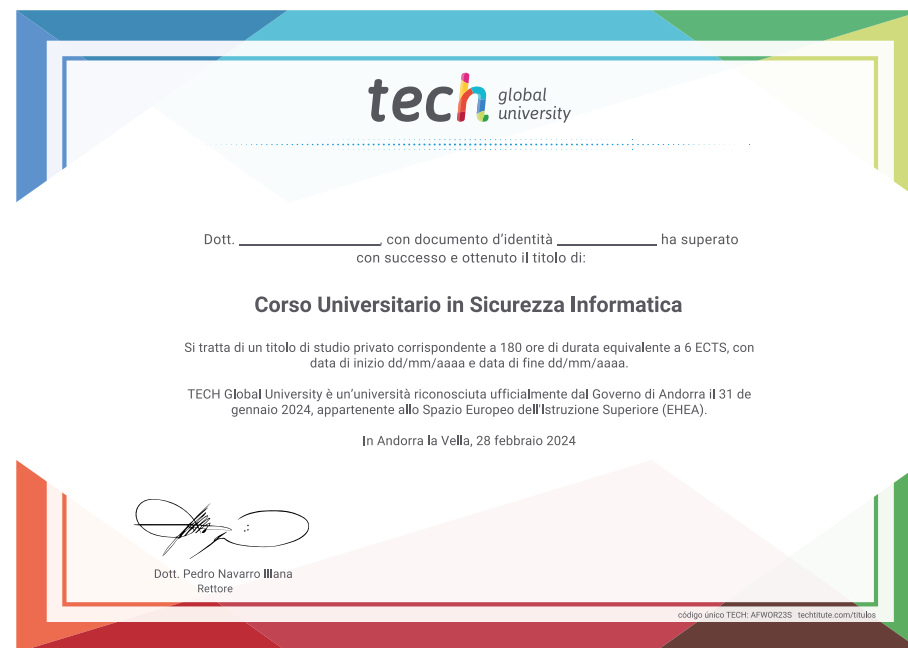 tech global university
Dott. ____________________, con documento d'identità ______________ ha superato
con successo e ottenuto il titolo di:
Corso Universitario in Sicurezza Informatica
Si tratta di un titolo di studio privato corrispondente a 180 ore di durata equivalente a 6 ECTS, con
data di inizio dd/mm/aaaa e data di fine dd/mm/aaaa.
TECH Global University è un'università riconosciuta ufficialmente dal Governo di Andorra il 31 de
gennaio 2024, appartenente allo Spazio Europeo dell'Istruzione Superiore (EHEA).
In Andorra la Vella, 28 febbraio 2024
Dott. Pedro Navarro Illana
Rettore
código único TECH: AFWOR23S techtitute.com/titulos